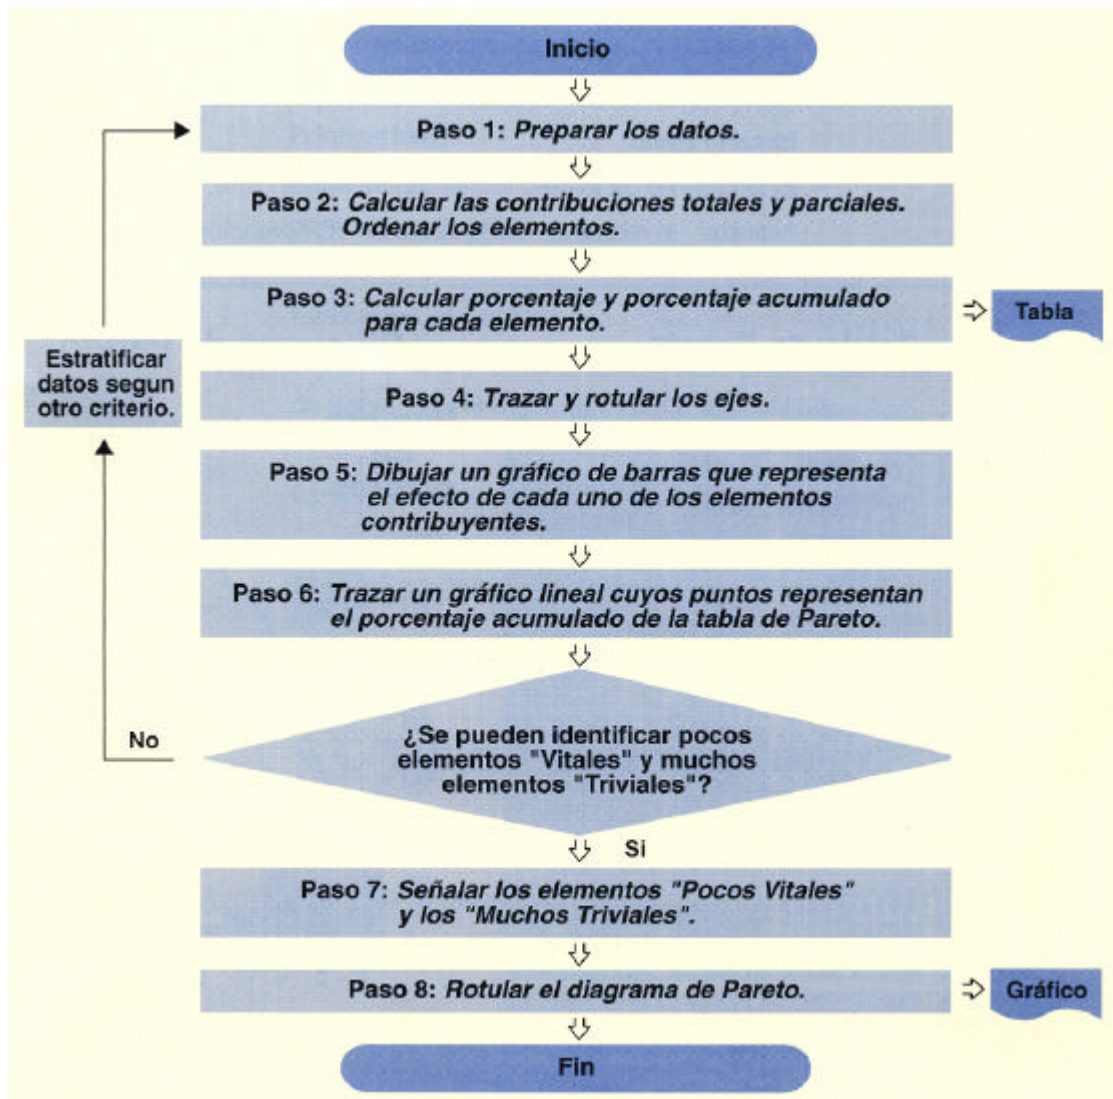 Inicio
Paso 1: Preparar los datos.
Paso 2: Calcular las contribuciones totales y parciales.
Ordenar los elementos.
Paso 3: Calcular porcentaje y porcentaje acumulado
para cada elemento.
Tabla
Estratificar
datos segun
otro criterio.
Paso 4: Trazar y rotular los ejes.
Paso 5: Dibujar un gráfico de barras que representa
el efecto de cada uno de los elementos
contribuyentes.
Paso 6: Trazar un gráfico lineal cuyos puntos representan
el porcentaje acumulado de la tabla de Pareto.
No
¿Se pueden identificar pocos
elementos "Vitales" y muchos
elementos "Triviales"?
Si
Paso 7: Señalar los elementos "Pocos Vitales"
y los "Muchos Triviales".
Paso 8: Rotular el diagrama de Pareto.
Gráfico
Fin